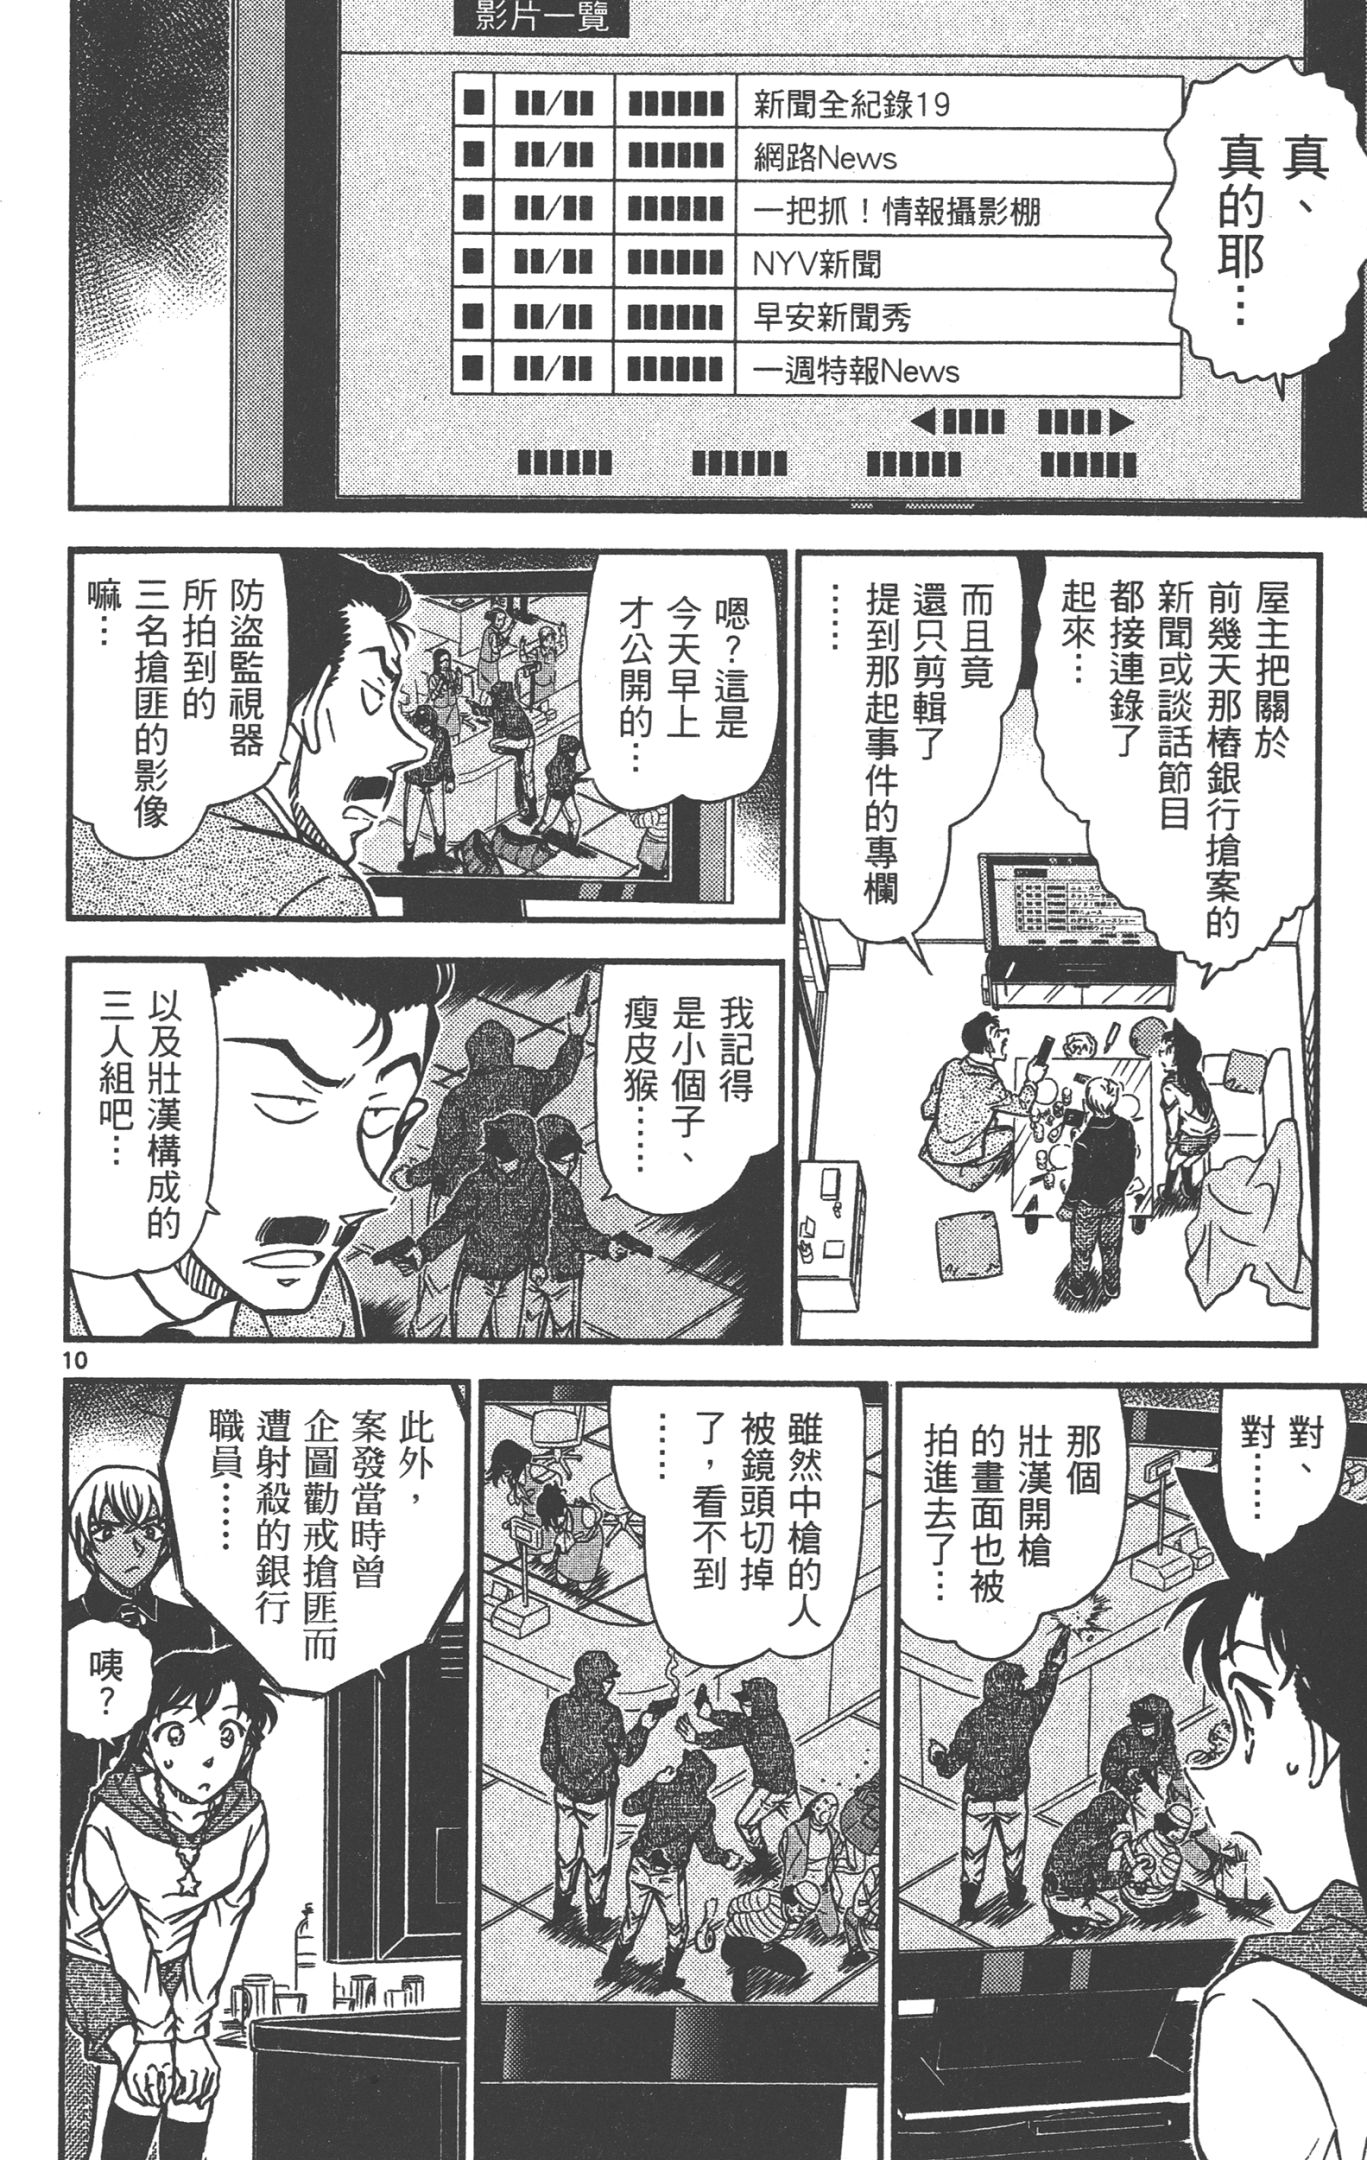 影片一覽
新聞全紀錄19
網路News
一把抓！情報攝影棚
NYV新聞
早安新聞秀
一週特報News
真、
真的耶…
屋主把關於
前幾天那樁銀行搶案的
新聞或談話節目
都接連錄了
起來…
而且竟
還只剪輯了
提到那起事件的專欄
……
嗯？這是
今天早上
才公開的…
防盜監視器
所拍到的
三名搶匪的影像
嘛…
我記得
是小個子、
瘦皮猴……
以及壯漢構成的
三人組吧…
10
對、
對……
那個
壯漢開槍
的畫面也被
拍進去了…
雖然中槍的人
被鏡頭切掉
了，看不到
……
此外，
案發當時曾
企圖勸戒搶匪而
遭射殺的銀行
職員……
咦？